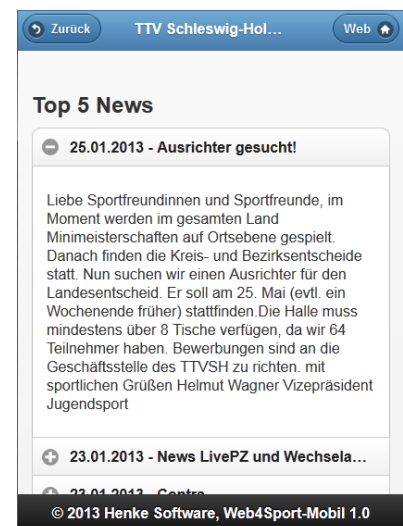 Zurück TTV Schleswig-Hol... Web
Top 5 News
25.01.2013 - Ausrichter gesucht!
Liebe Sportfreundinnen und Sportfreunde, im
Moment werden im gesamten Land
Minimeisterschaften auf Ortsebene gespielt.
Danach finden die Kreis- und Bezirksentscheide
statt. Nun suchen wir einen Ausrichter für den
Landesentscheid. Er soll am 25. Mai (evtl. ein
Wochenende früher) stattfinden.Die Halle muss
mindestens über 8 Tische verfügen, da wir 64
Teilnehmer haben. Bewerbungen sind an die
Geschäftsstelle des TTVSH zu richten. mit
sportlichen Grüßen Helmut Wagner Vizepräsident
Jugendsport
23.01.2013 - News LivePZ und Wechsela...
23.01.2013 - Contra
© 2013 Henke Software, Web4Sport-Mobil 1.0